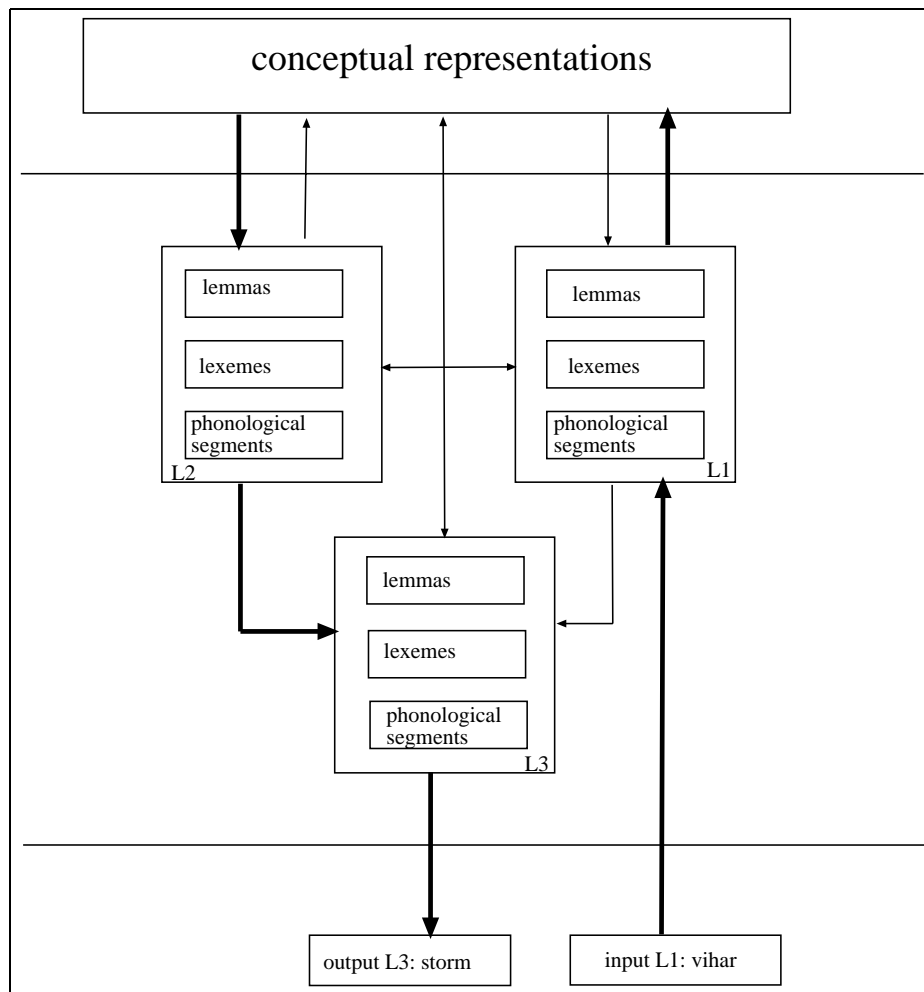 conceptual representations
lemmas
lexemes
phonological
segments
L2
lemmas
lexemes
phonological
segments
L1
lemmas
lexemes
phonological
segments
L3
output L3: storm
input L1: vihar